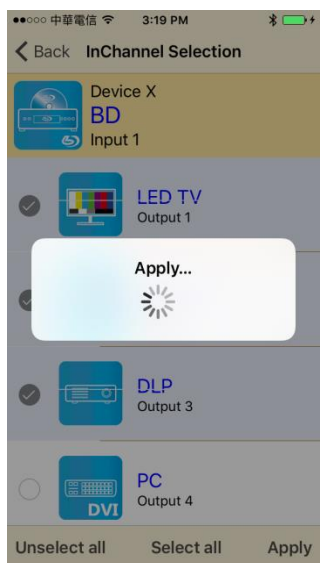 中華電信 3:19 PM
Back InChannel Selection
Device X
BD
Input 1
LED TV
Output 1
Apply...
DLP
Output 3
PC
Output 4
DVI
Unselect all Select all Apply